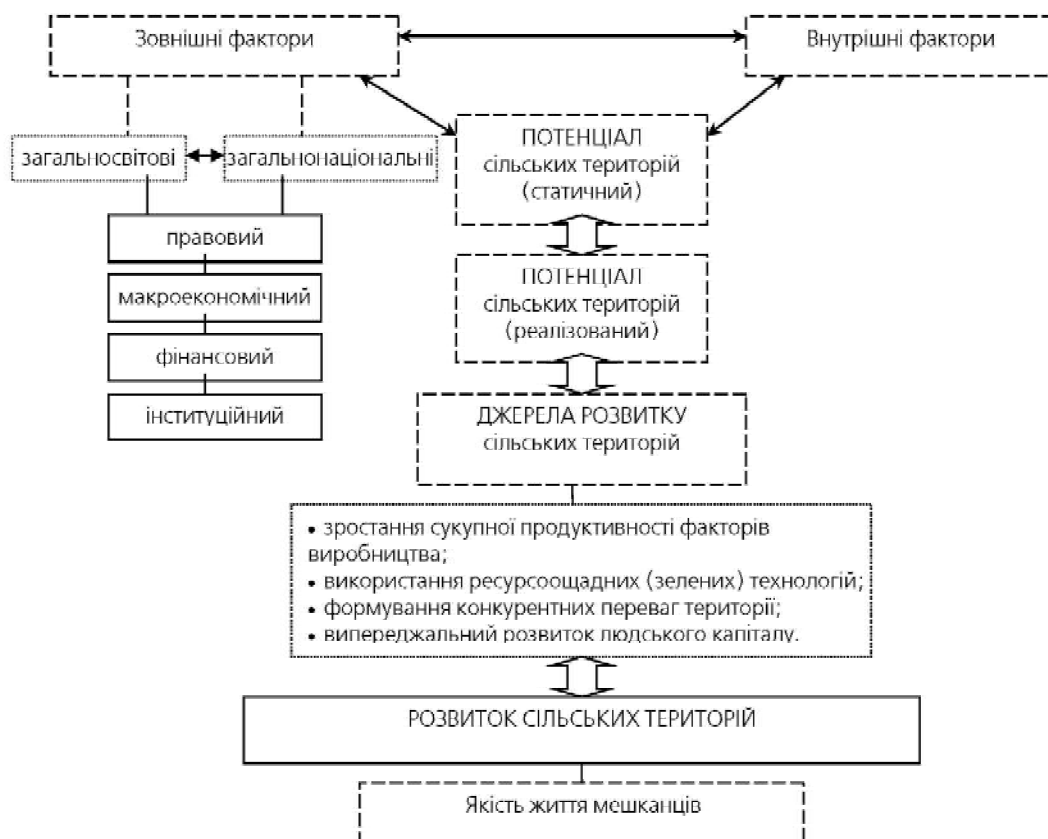 Зовнішні фактори
Внутрішні фактори
загальносвітові
загальнонаціональні
правовий
макроекономічний
фінансовий
інституційний
ПОТЕНЦІАЛ
сільських територій
(статичний)
ПОТЕНЦІАЛ
сільських територій
(реалізований)
ДЖЕРЕЛА РОЗВИТКУ
сільських територій
• зростання сукупної продуктивності факторів
виробництва;
• використання ресурсоощадних (зелених) технологій;
• формування конкурентних переваг території;
• випереджальний розвиток людського капіталу.
РОЗВИТОК СІЛЬСЬКИХ ТЕРИТОРІЙ
Якість життя мешканців